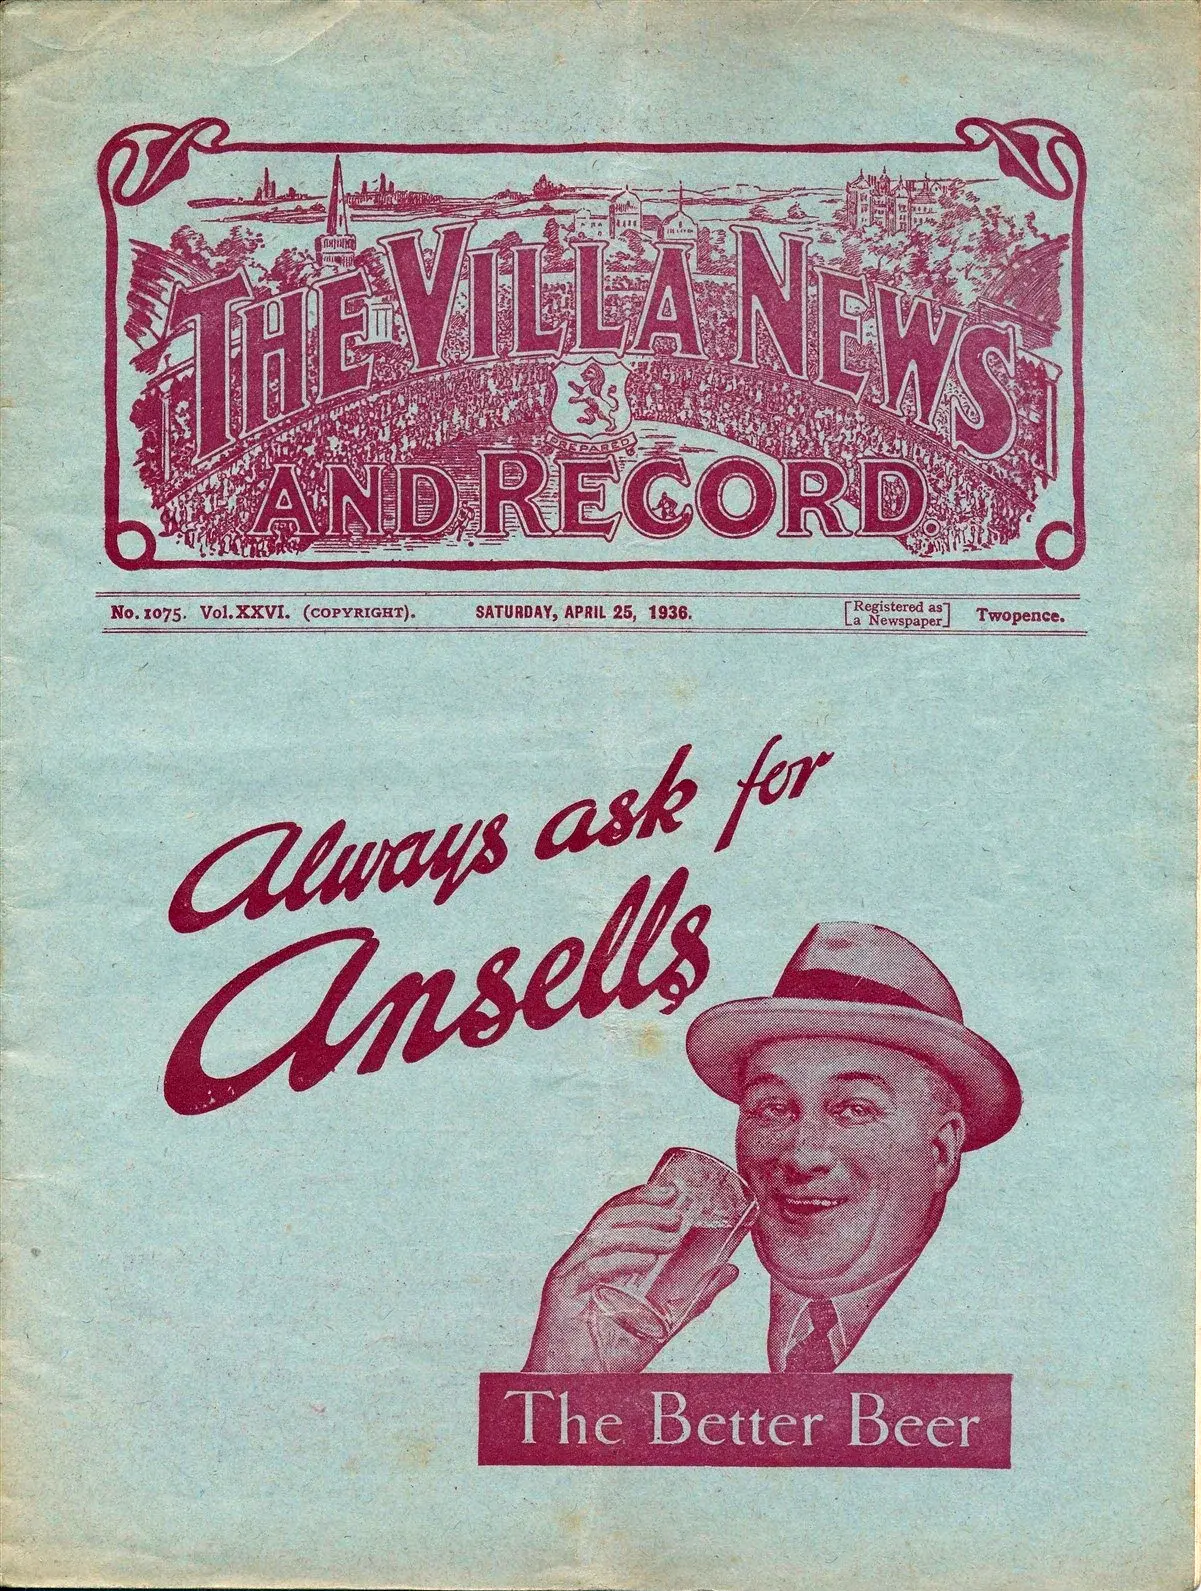 THE VILLA NEWS
PREPARED
AND RECORD.
No. 1075. Vol. XXVI. (COPYRIGHT). SATURDAY, APRIL 25, 1936. [Registered as a Newspaper] Twopence.
Always ask for
Ansells
The Better Beer